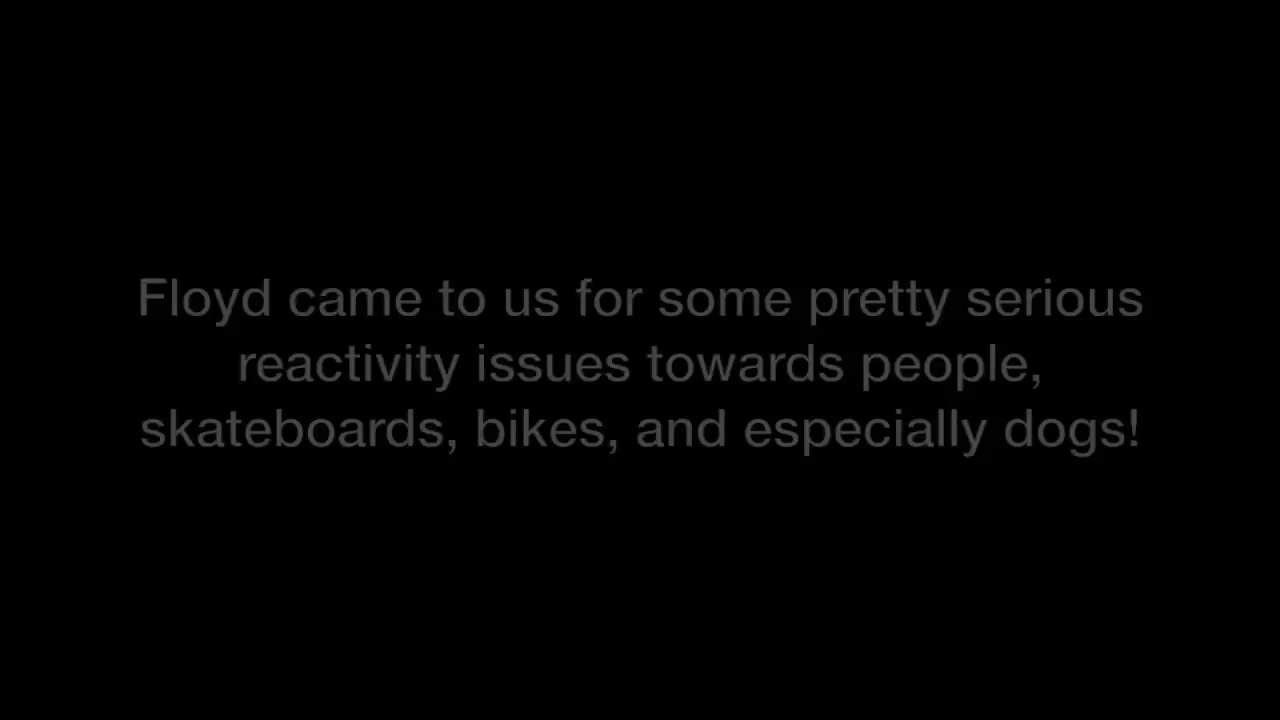 Floyd came to us for some pretty serious
reactivity issues towards people,
skateboards, bikes, and especially dogs!